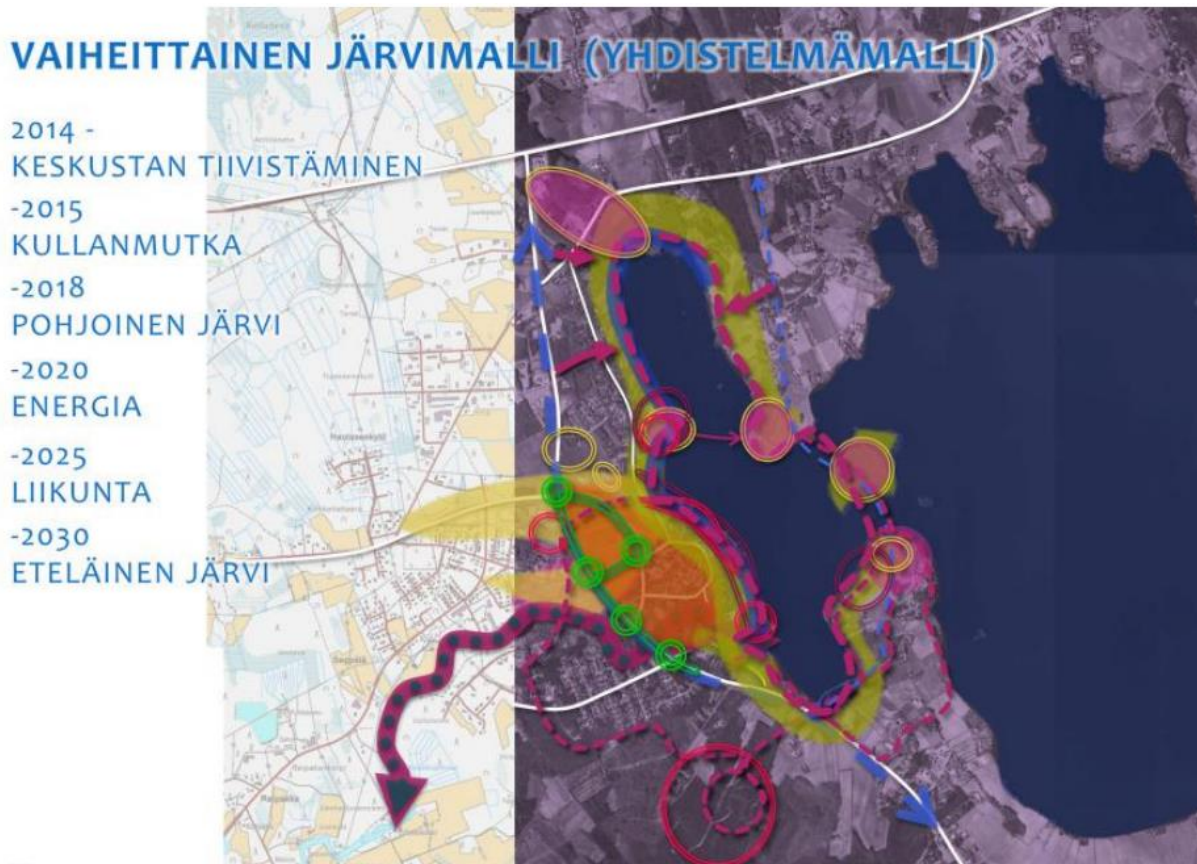 VAIHEITTAINEN JÄRVIMALLI (YHDISTELMÄMALLI)
2014 -
KESKUSTAN TIIVISTÄMINEN
-2015
KULLANMUTKA
-2018
POHJOINEN JÄRVI
-2020
ENERGIA
-2025
LIIKUNTA
-2030
ETELÄINEN JÄRVI